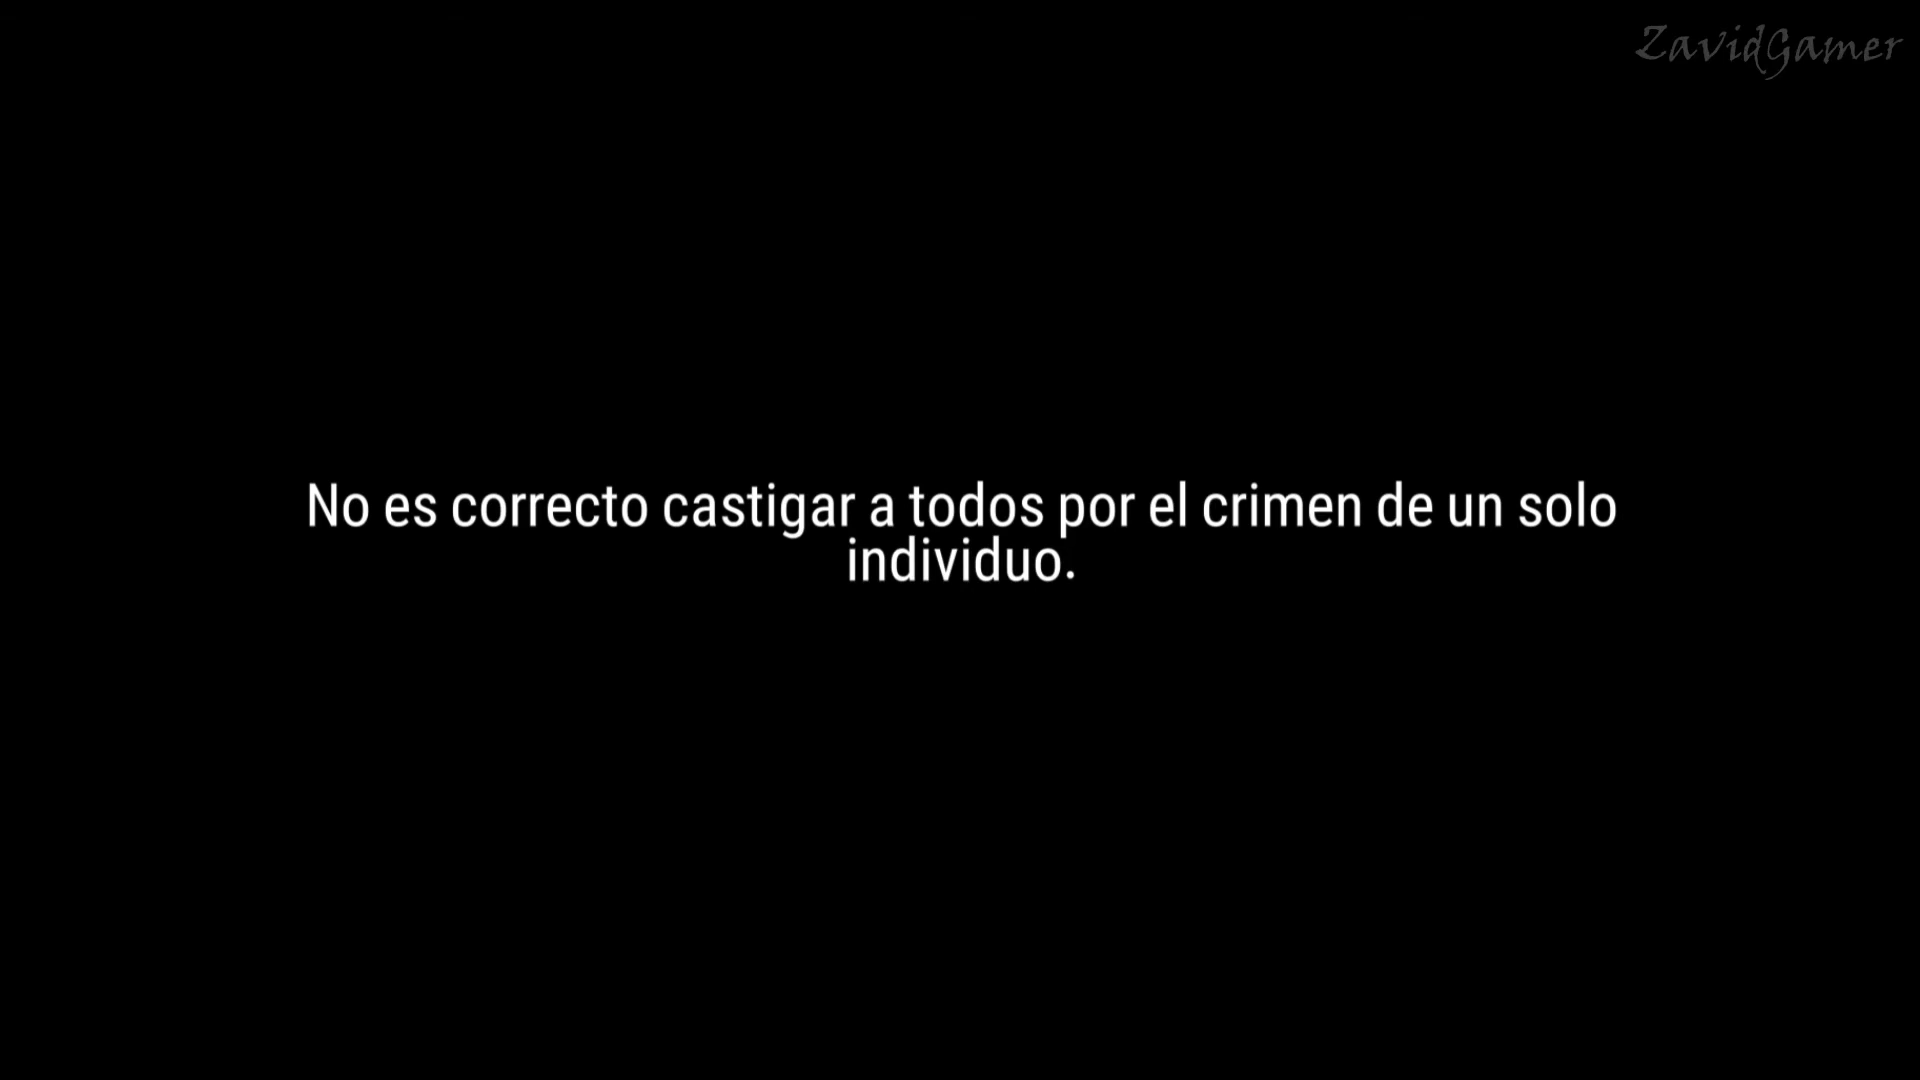 ZavidGamer
No es correcto castigar a todos por el crimen de un solo
individuo.